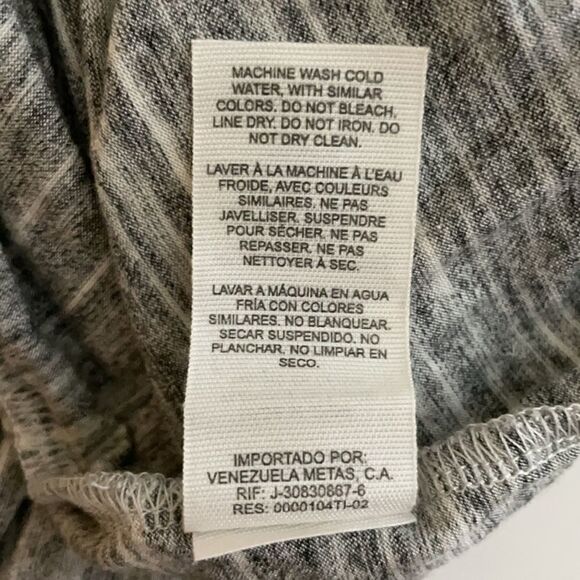 MACHINE WASH COLD
WATER, WITH SIMILAR
COLORS. DO NOT BLEACH,
LINE DRY. DO NOT IRON. DO
NOT DRY CLEAN.
LAVER À LA MACHINE À L'EAU
FROIDE, AVEC COULEURS
SIMILAIRES. NE PAS
JAVELLISER. SUSPENDRE
POUR SÉCHER. NE PAS
REPASSER. NE PAS
NETTOYER À SEC.
LAVAR A MÁQUINA EN AGUA
FRÍA CON COLORES
SIMILARES. NO BLANQUEAR.
SECAR SUSPENDIDO. NO
PLANCHAR. NO LIMPIAR EN
SECO.
IMPORTADO POR:
VENEZUELA METAS, C.A.
RIF: J-30830867-6
RES: 0000104TI-02